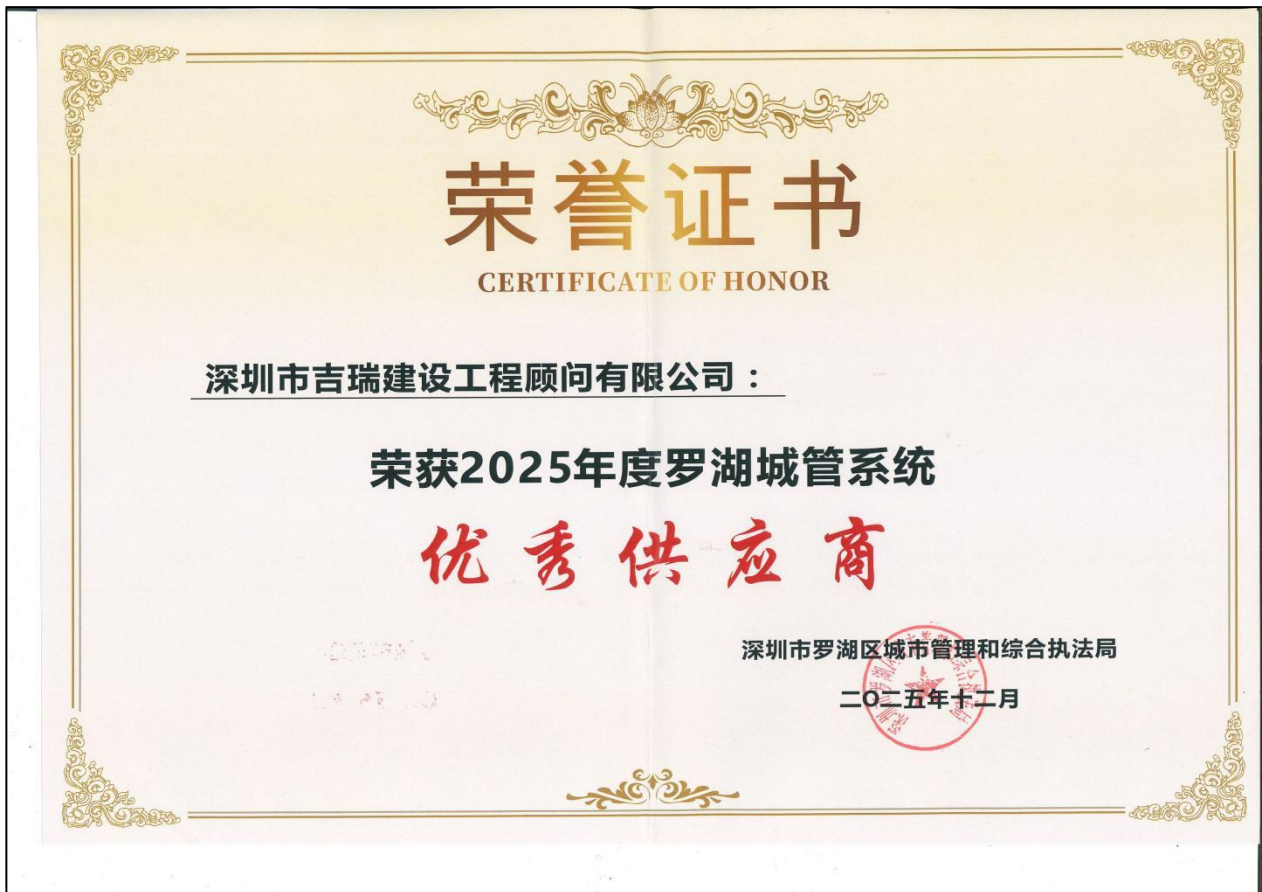 荣誉证书
CERTIFICATE OF HONOR
深圳市吉瑞建设工程顾问有限公司：
荣获2025年度罗湖城管系统
优秀供应商
深圳市罗湖区城市管理和综合执法局
二〇二五年十二月